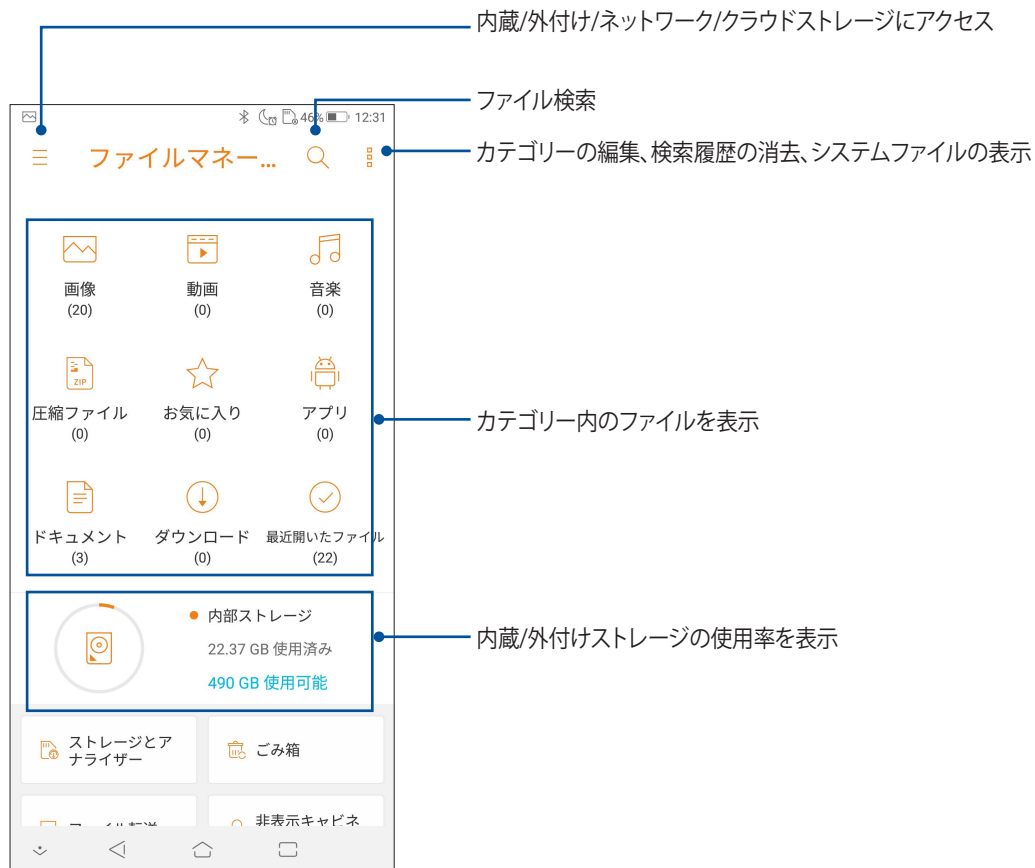 内蔵/外付け/ネットワーク/クラウドストレージにアクセス
ファイル検索
カテゴリーの編集、検索履歴の消去、システムファイルの表示
46% 12:31
ファイルマネー...
画像 動画 音楽
(20) (0) (0)
ZIP
圧縮ファイル お気に入り アプリ
(0) (0) (0)
カテゴリー内のファイルを表示
ドキュメント ダウンロード 最近開いたファイル
(3) (0) (22)
内部ストレージ
22.37 GB 使用済み
490 GB 使用可能
内蔵/外付けストレージの使用率を表示
ストレージとア
ナライザー
ごみ箱
非表示キャビネ